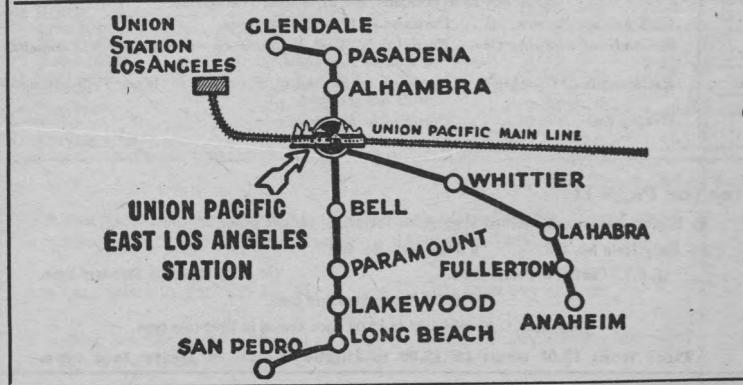 UNION
STATION
LOS ANGELES
GLENDALE
PASADENA
ALHAMBRA
UNION PACIFIC MAIN LINE
WHITTIER
UNION PACIFIC
EAST LOS ANGELES
STATION
BELL
LA HABRA
PARAMOUNT
FULLERTON
LAKEWOOD
ANAHEIM
LONG BEACH
SAN PEDRO